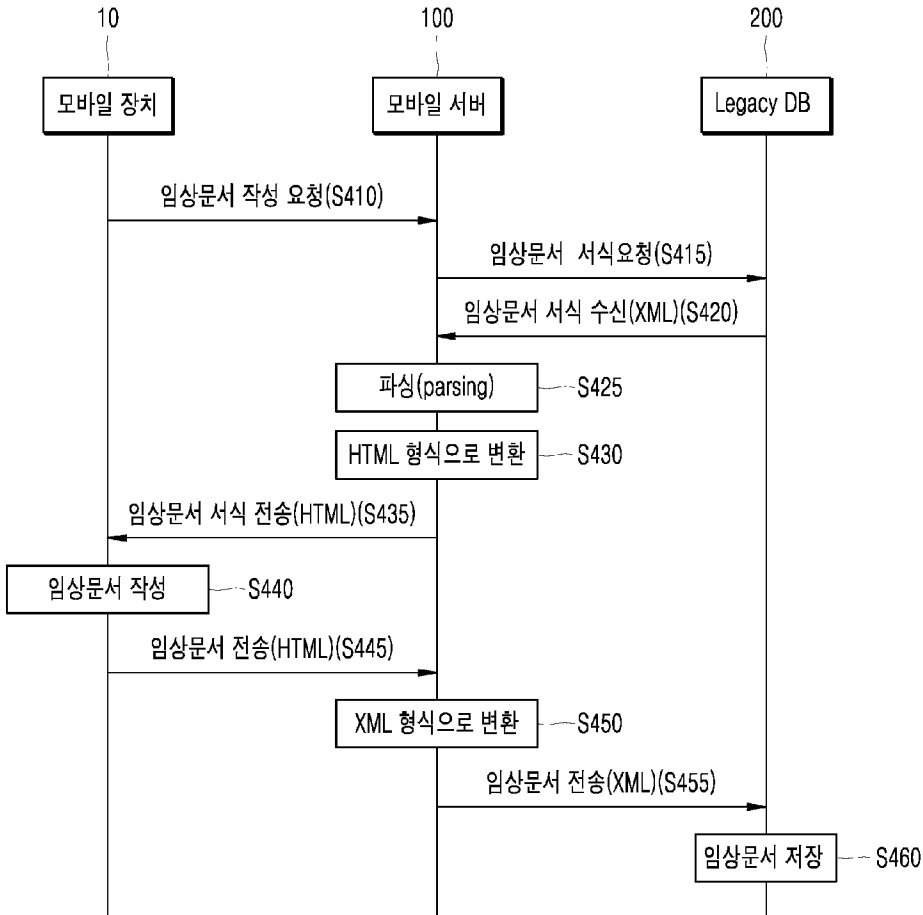 10 100 200
모바일 장치 모바일 서버 Legacy DB
임상문서 작성 요청(S410)
임상문서 서식요청(S415)
임상문서 서식 수신(XML)(S420)
파싱(parsing) S425
HTML 형식으로 변환 S430
임상문서 서식 전송(HTML)(S435)
임상문서 작성 S440
임상문서 전송(HTML)(S445)
XML 형식으로 변환 S450
임상문서 전송(XML)(S455)
임상문서 저장 S460